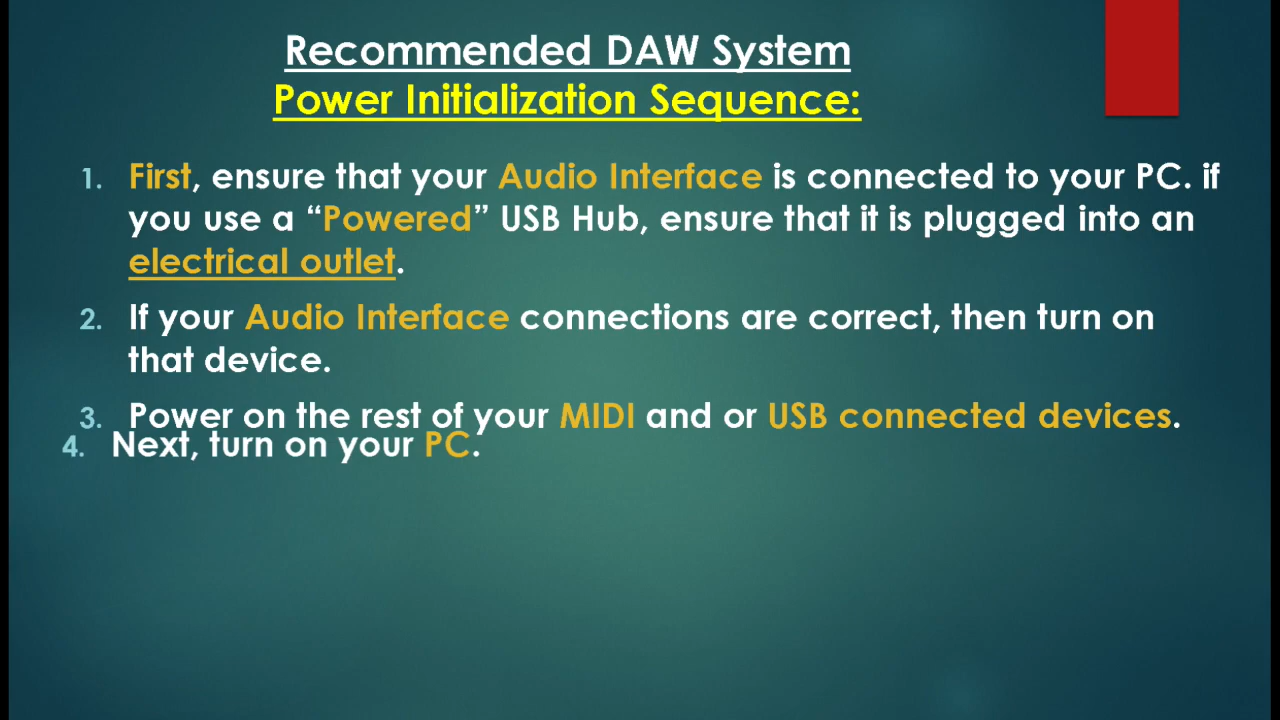 Recommended DAW System
Power Initialization Sequence:
1. First, ensure that your Audio Interface is connected to your PC. if
you use a “Powered” USB Hub, ensure that it is plugged into an
electrical outlet.
2. If your Audio Interface connections are correct, then turn on
that device.
3. Power on the rest of your MIDI and or USB connected devices.
4. Next, turn on your PC.